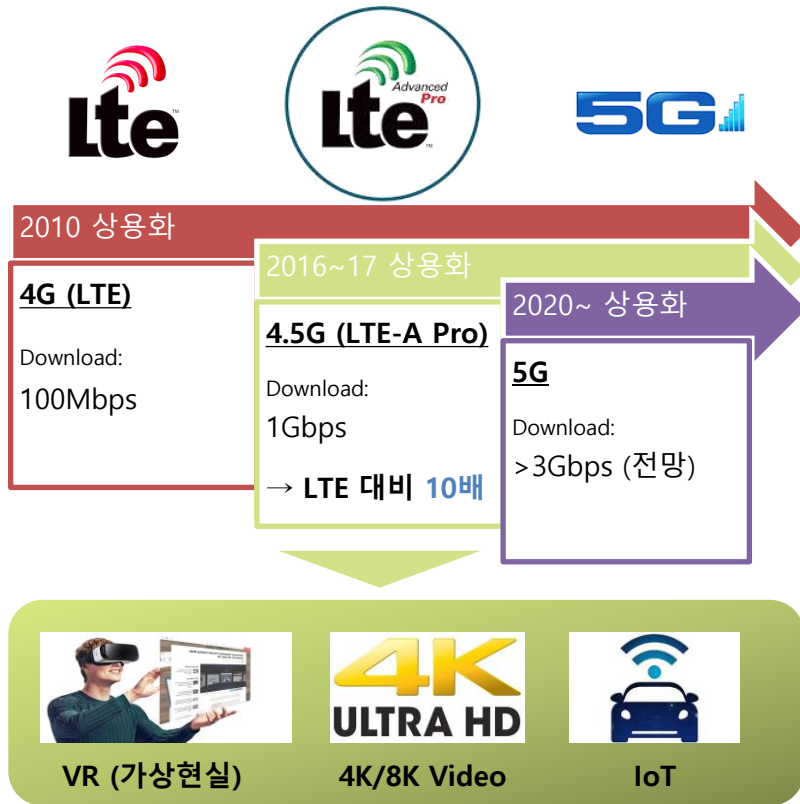 Lte
TM
Advanced
Pro
Lte
TM
5G
2010 상용화
4G (LTE)
Download:
100Mbps
2016~17 상용화
4.5G (LTE-A Pro)
Download:
1Gbps
→ LTE 대비 10배
2020~ 상용화
5G
Download:
>3Gbps (전망)
4K
ULTRA HD
VR (가상현실)
4K/8K Video
IoT